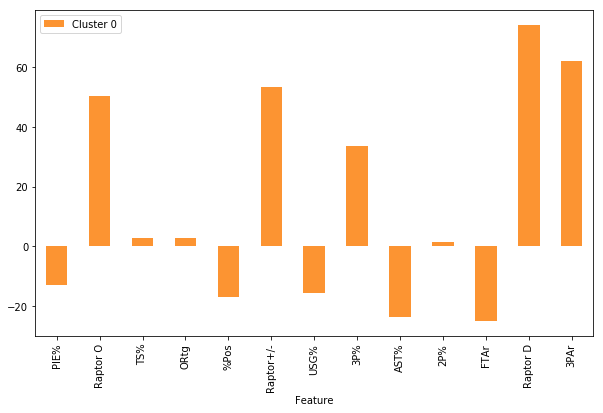 Cluster 0
60
40
20
0
−20
PIE%
Raptor O
TS%
ORtg
%Pos
Raptor+/-
USG%
3P%
AST%
2P%
FTAr
Raptor D
3PAr
Feature